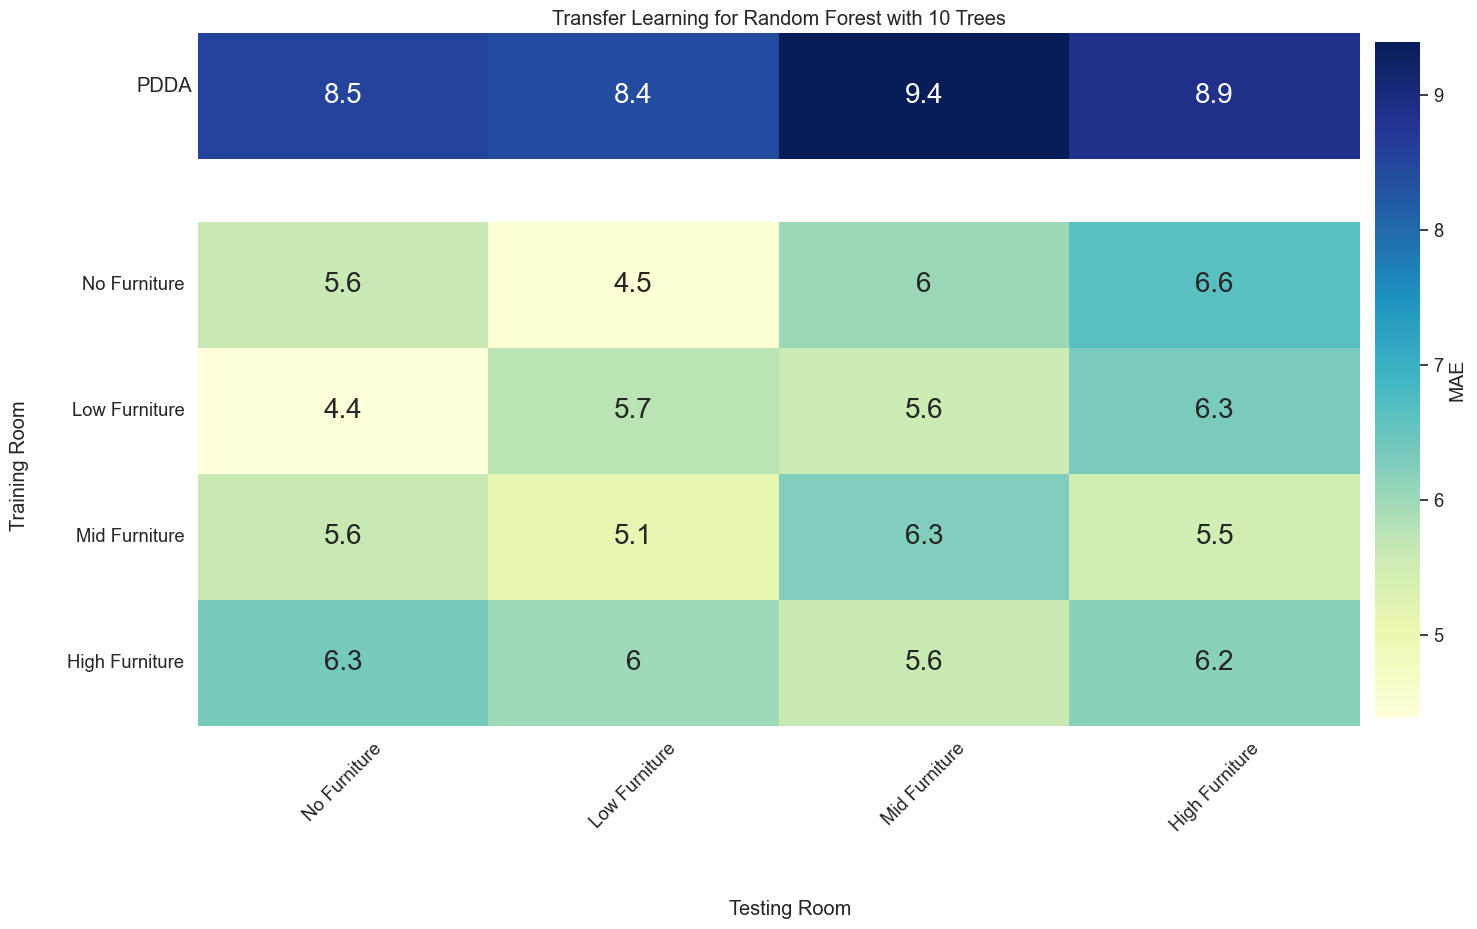 Transfer Learning for Random Forest with 10 Trees
PDDA
8.5 8.4 9.4 8.9
No Furniture
5.6 4.5 6 6.6
Low Furniture
4.4 5.7 5.6 6.3
Mid Furniture
5.6 5.1 6.3 5.5
High Furniture
6.3 6 5.6 6.2
Training Room
No Furniture
Low Furniture
Mid Furniture
High Furniture
Testing Room
9
8
7
6
5
MAE